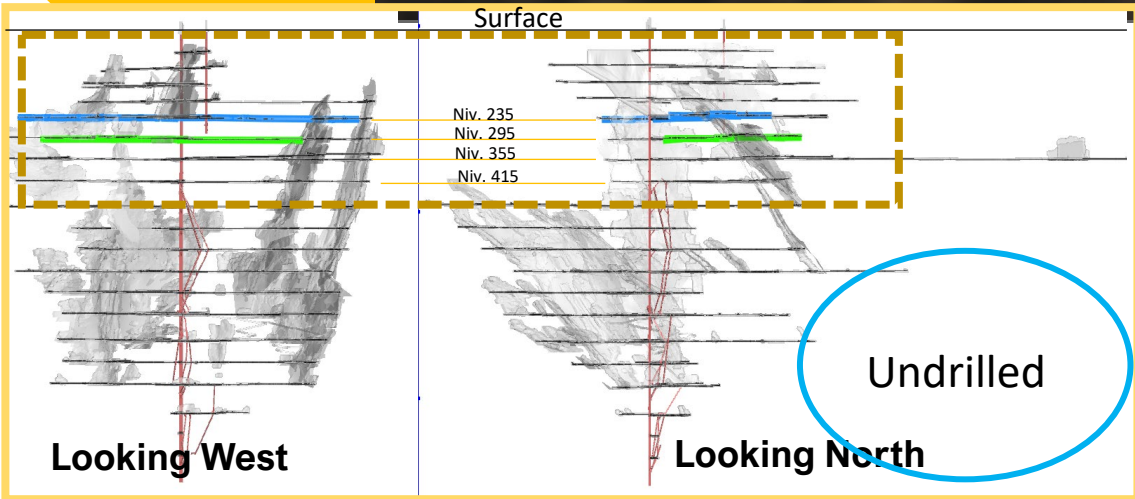 Surface
Niv. 235
Niv. 295
Niv. 355
Niv. 415
Undrilled
Looking West
Looking North